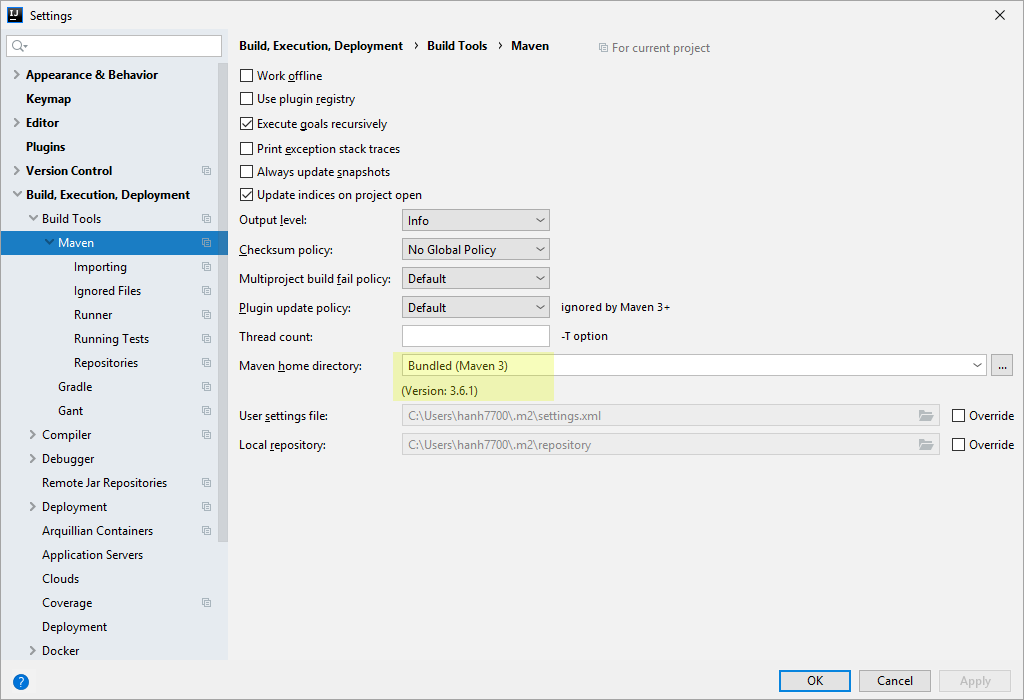 Settings
Appearance & Behavior
Keymap
Editor
Plugins
Version Control
Build, Execution, Deployment
Build Tools
Maven
Importing
Ignored Files
Runner
Running Tests
Repositories
Gradle
Gant
Compiler
Debugger
Remote Jar Repositories
Deployment
Arquillian Containers
Application Servers
Clouds
Coverage
Deployment
Docker
Build, Execution, Deployment › Build Tools › Maven For current project
Work offline
Use plugin registry
Execute goals recursively
Print exception stack traces
Always update snapshots
Update indices on project open
Output level: Info
Checksum policy: No Global Policy
Multiproject build fail policy: Default
Plugin update policy: Default ignored by Maven 3+
Thread count: -T option
Maven home directory: Bundled (Maven 3) ...
(Version: 3.6.1)
User settings file: C:\Users\hanh7700\.m2\settings.xml Override
Local repository: C:\Users\hanh7700\.m2\repository Override
? OK Cancel Apply